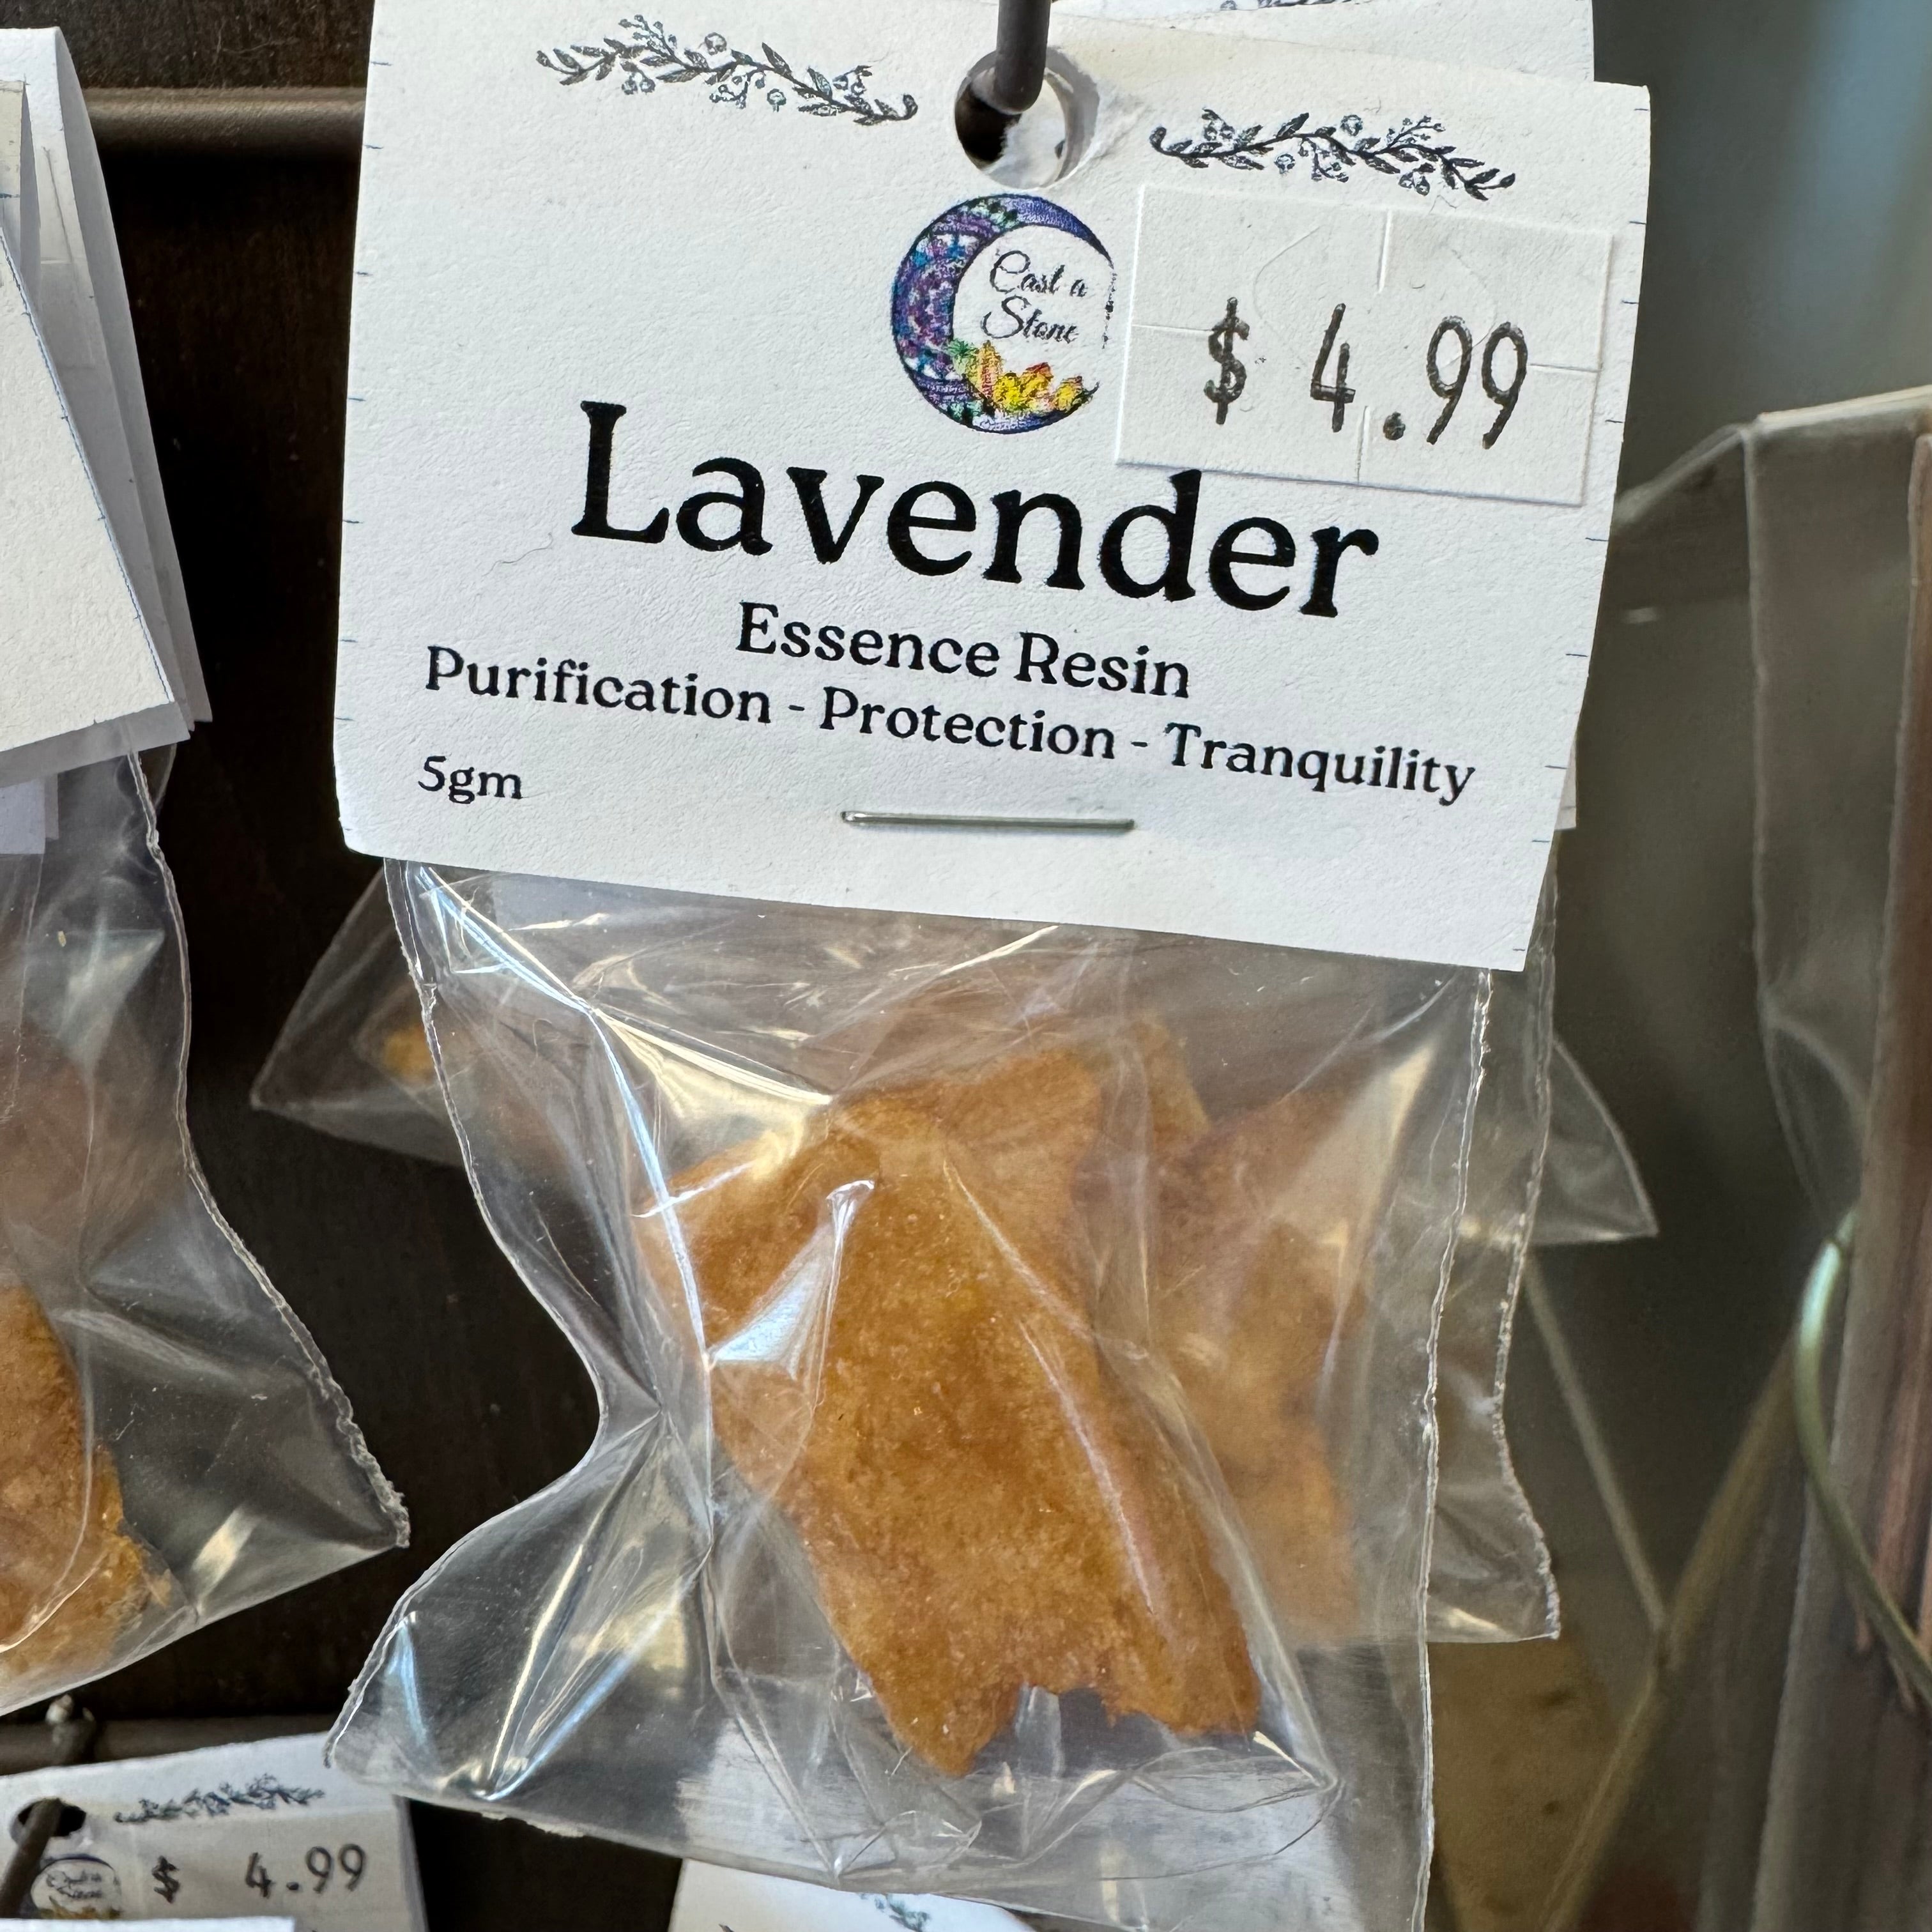 Cast a
Stone
$ 4.99
Lavender
Essence Resin
Purification - Protection - Tranquility
5gm
$ 4.99